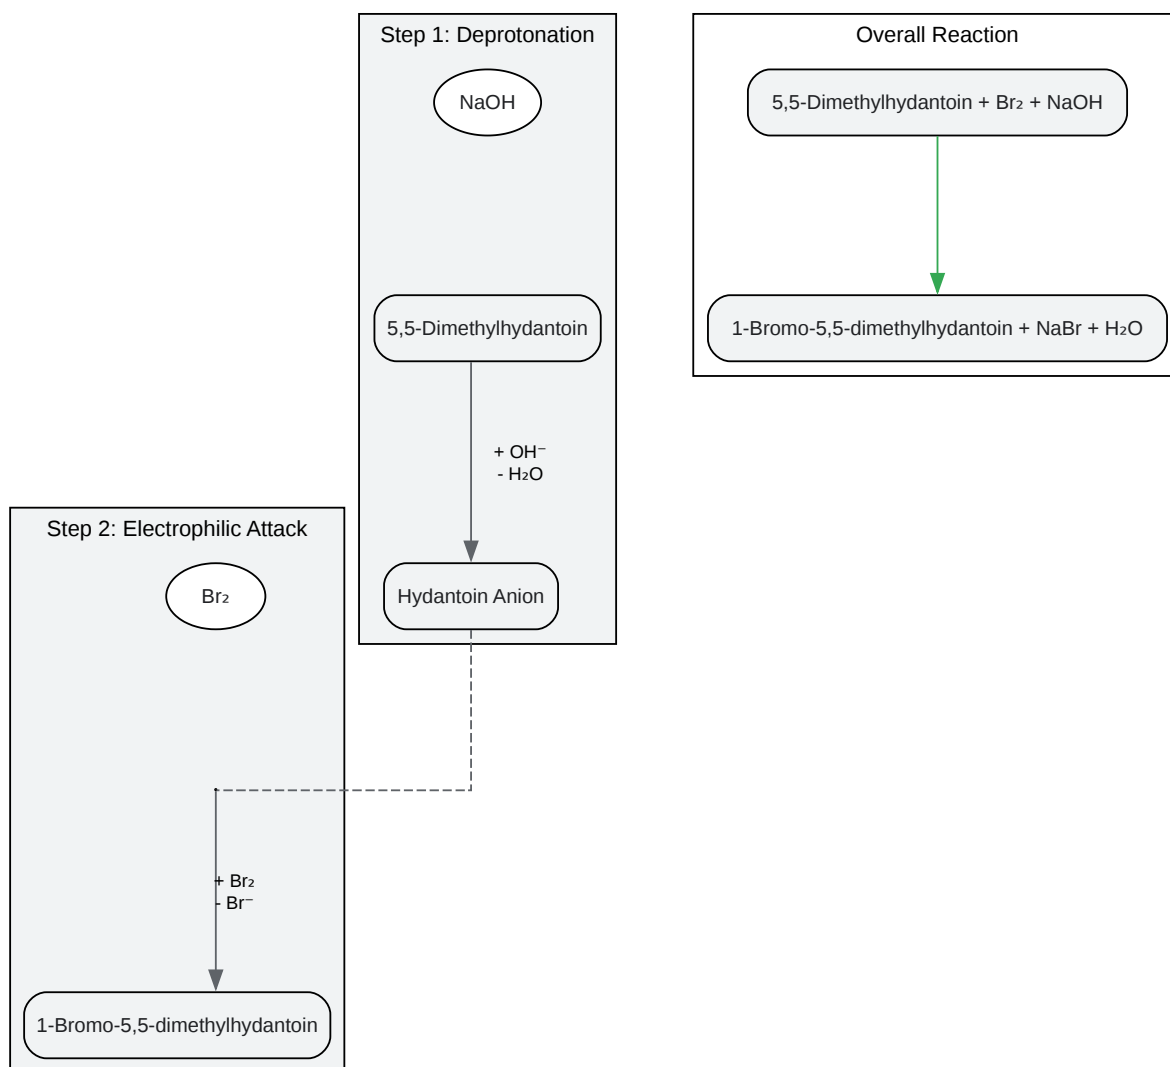 Step 1: Deprotonation
NaOH
5,5-Dimethylhydantoin
+ OH⁻
- H₂O
Hydantoin Anion
Overall Reaction
5,5-Dimethylhydantoin + Br₂ + NaOH
1-Bromo-5,5-dimethylhydantoin + NaBr + H₂O
Step 2: Electrophilic Attack
Br₂
+ Br₂
- Br⁻
1-Bromo-5,5-dimethylhydantoin